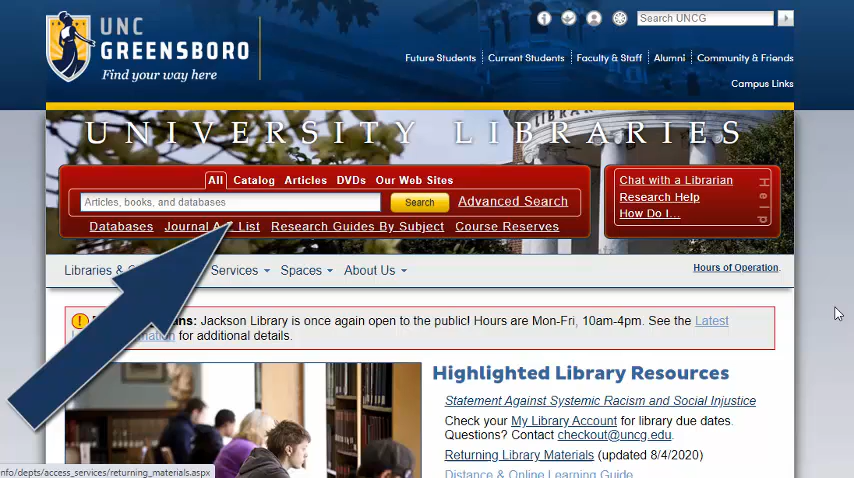 UNC
GREENSBORO
Find your way here
Search UNCG
Future Students Current Students Faculty & Staff Alumni Community & Friends
Campus Links
UNIVERSITY LIBRARIES
All Catalog Articles DVDs Our Web Sites
Articles, books, and databases Search Advanced Search
Databases Journal List Research Guides By Subject Course Reserves
Chat with a Librarian
Research Help
How Do I...
Help
Libraries & Services Spaces About Us
Hours of Operation.
Jackson Library is once again open to the public! Hours are Mon-Fri, 10am-4pm. See the Latest
for additional details.
Highlighted Library Resources
Statement Against Systemic Racism and Social Injustice
Check your My Library Account for library due dates.
Questions? Contact checkout@uncg.edu.
Returning Library Materials (updated 8/4/2020)
Distance & Online Learning Guide
nfo/depts/access_services/returning_materials.aspx